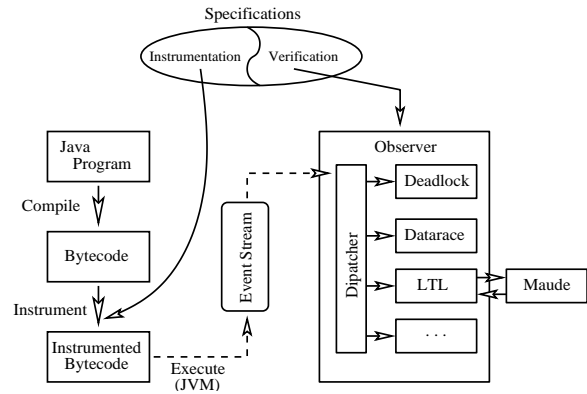 Specifications
Instrumentation
Verification
Java
Program
Compile
Bytecode
Instrument
Instrumented
Bytecode
Execute
(JVM)
Event Stream
Observer
Dipatcher
Deadlock
Datarace
LTL
. . .
Maude